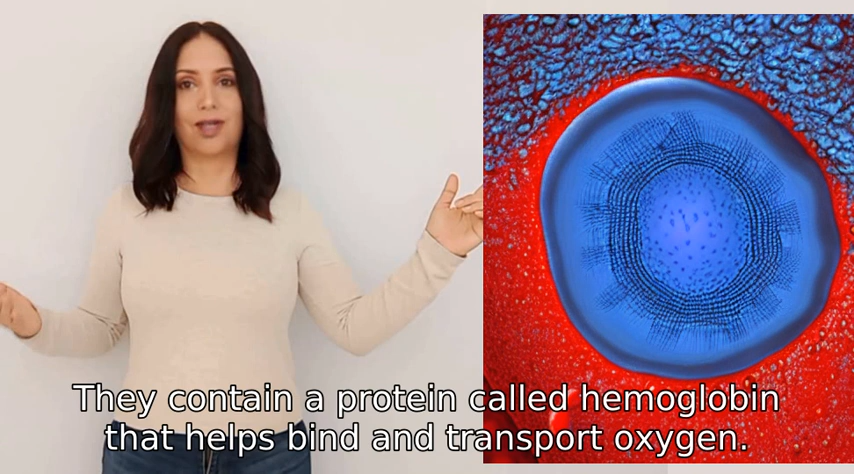 They contain a protein called hemoglobin
that helps bind and transport oxygen.